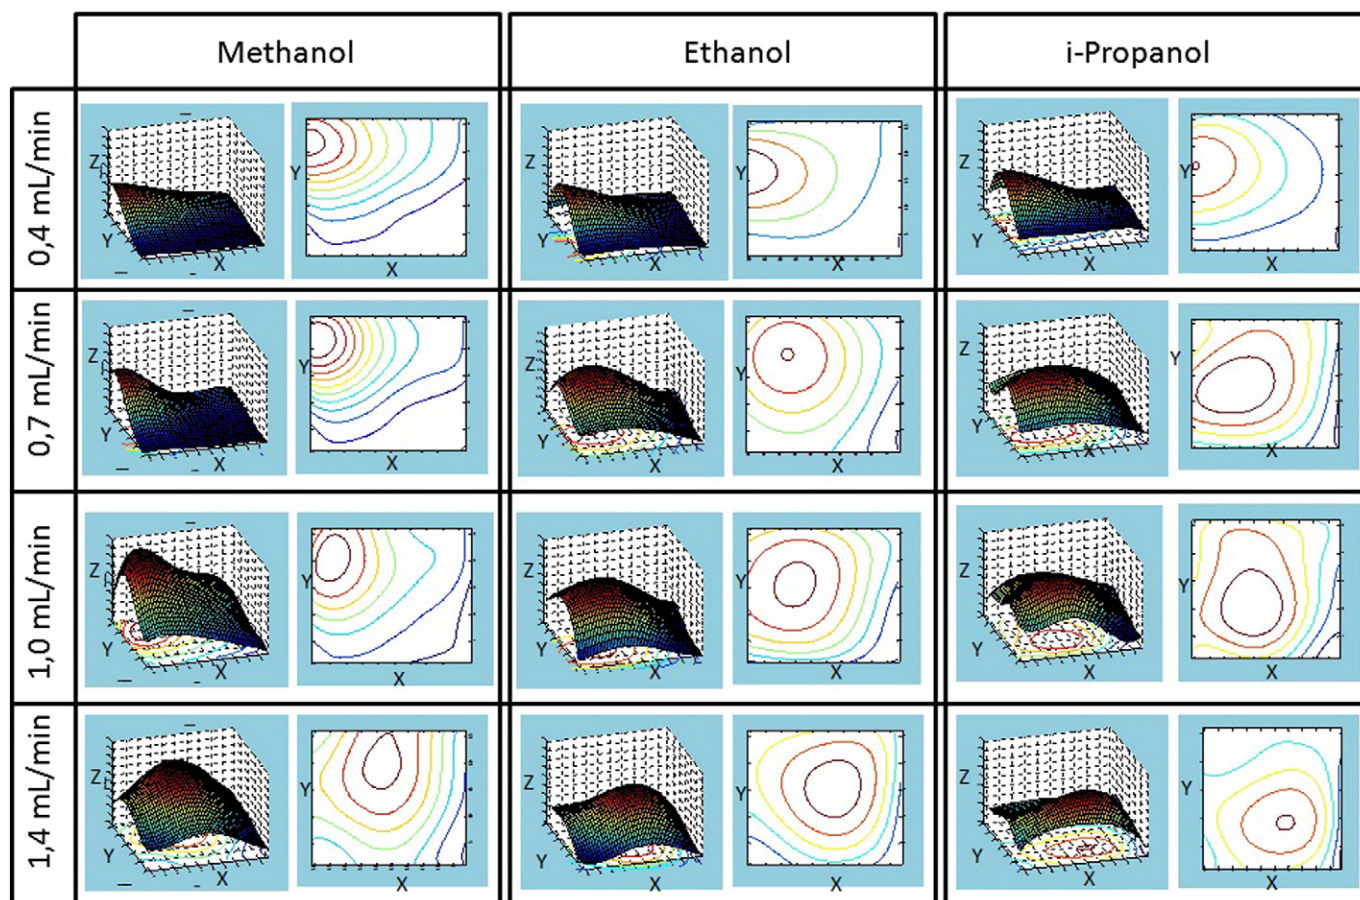 Methanol Ethanol i-Propanol
0,4 mL/min
Z Y X Y X Z Y X Y X Z Y X Y X
0,7 mL/min
Z Y X Y X Z Y X Y X Z Y X Y X
1,0 mL/min
Z Y X Y X Z Y X Y X Z Y X Y X
1,4 mL/min
Z Y X Y X Z Y X Y X Z Y X Y X